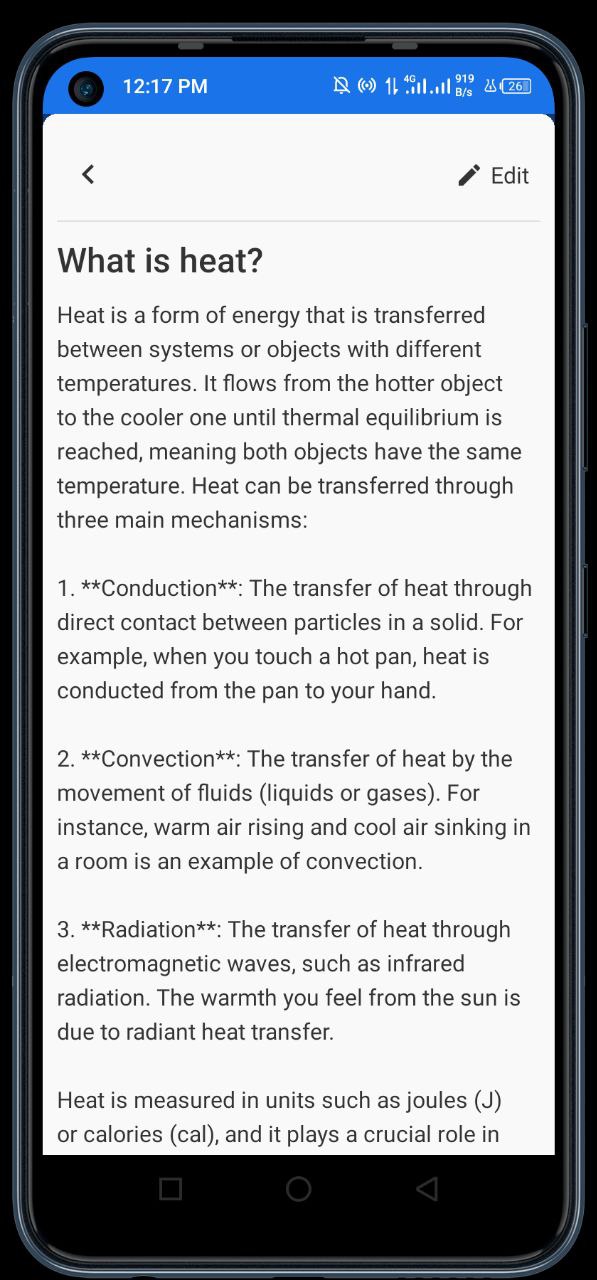 12:17 PM 4G 919 B/s 26
Edit
What is heat?
Heat is a form of energy that is transferred
between systems or objects with different
temperatures. It flows from the hotter object
to the cooler one until thermal equilibrium is
reached, meaning both objects have the same
temperature. Heat can be transferred through
three main mechanisms:
1. **Conduction**: The transfer of heat through
direct contact between particles in a solid. For
example, when you touch a hot pan, heat is
conducted from the pan to your hand.
2. **Convection**: The transfer of heat by the
movement of fluids (liquids or gases). For
instance, warm air rising and cool air sinking in
a room is an example of convection.
3. **Radiation**: The transfer of heat through
electromagnetic waves, such as infrared
radiation. The warmth you feel from the sun is
due to radiant heat transfer.
Heat is measured in units such as joules (J)
or calories (cal), and it plays a crucial role in